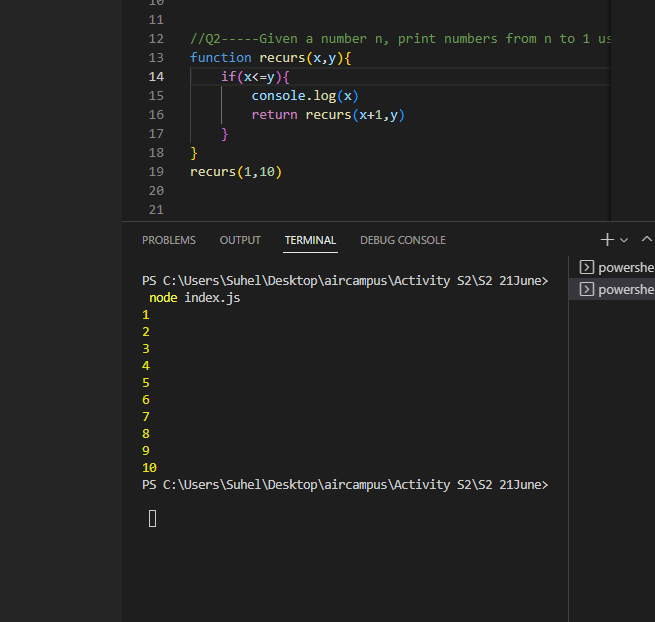 10
11
12 //Q2-----Given a number n, print numbers from n to 1 us
13 function recurs(x,y){
14 if(x<=y){
15 console.log(x)
16 return recurs(x+1,y)
17 }
18 }
19 recurs(1,10)
20
21
PROBLEMS OUTPUT TERMINAL DEBUG CONSOLE
PS C:\Users\Suhel\Desktop\aircampus\Activity S2\S2 21June>
node index.js
1
2
3
4
5
6
7
8
9
10
PS C:\Users\Suhel\Desktop\aircampus\Activity S2\S2 21June>
powershe
powershe